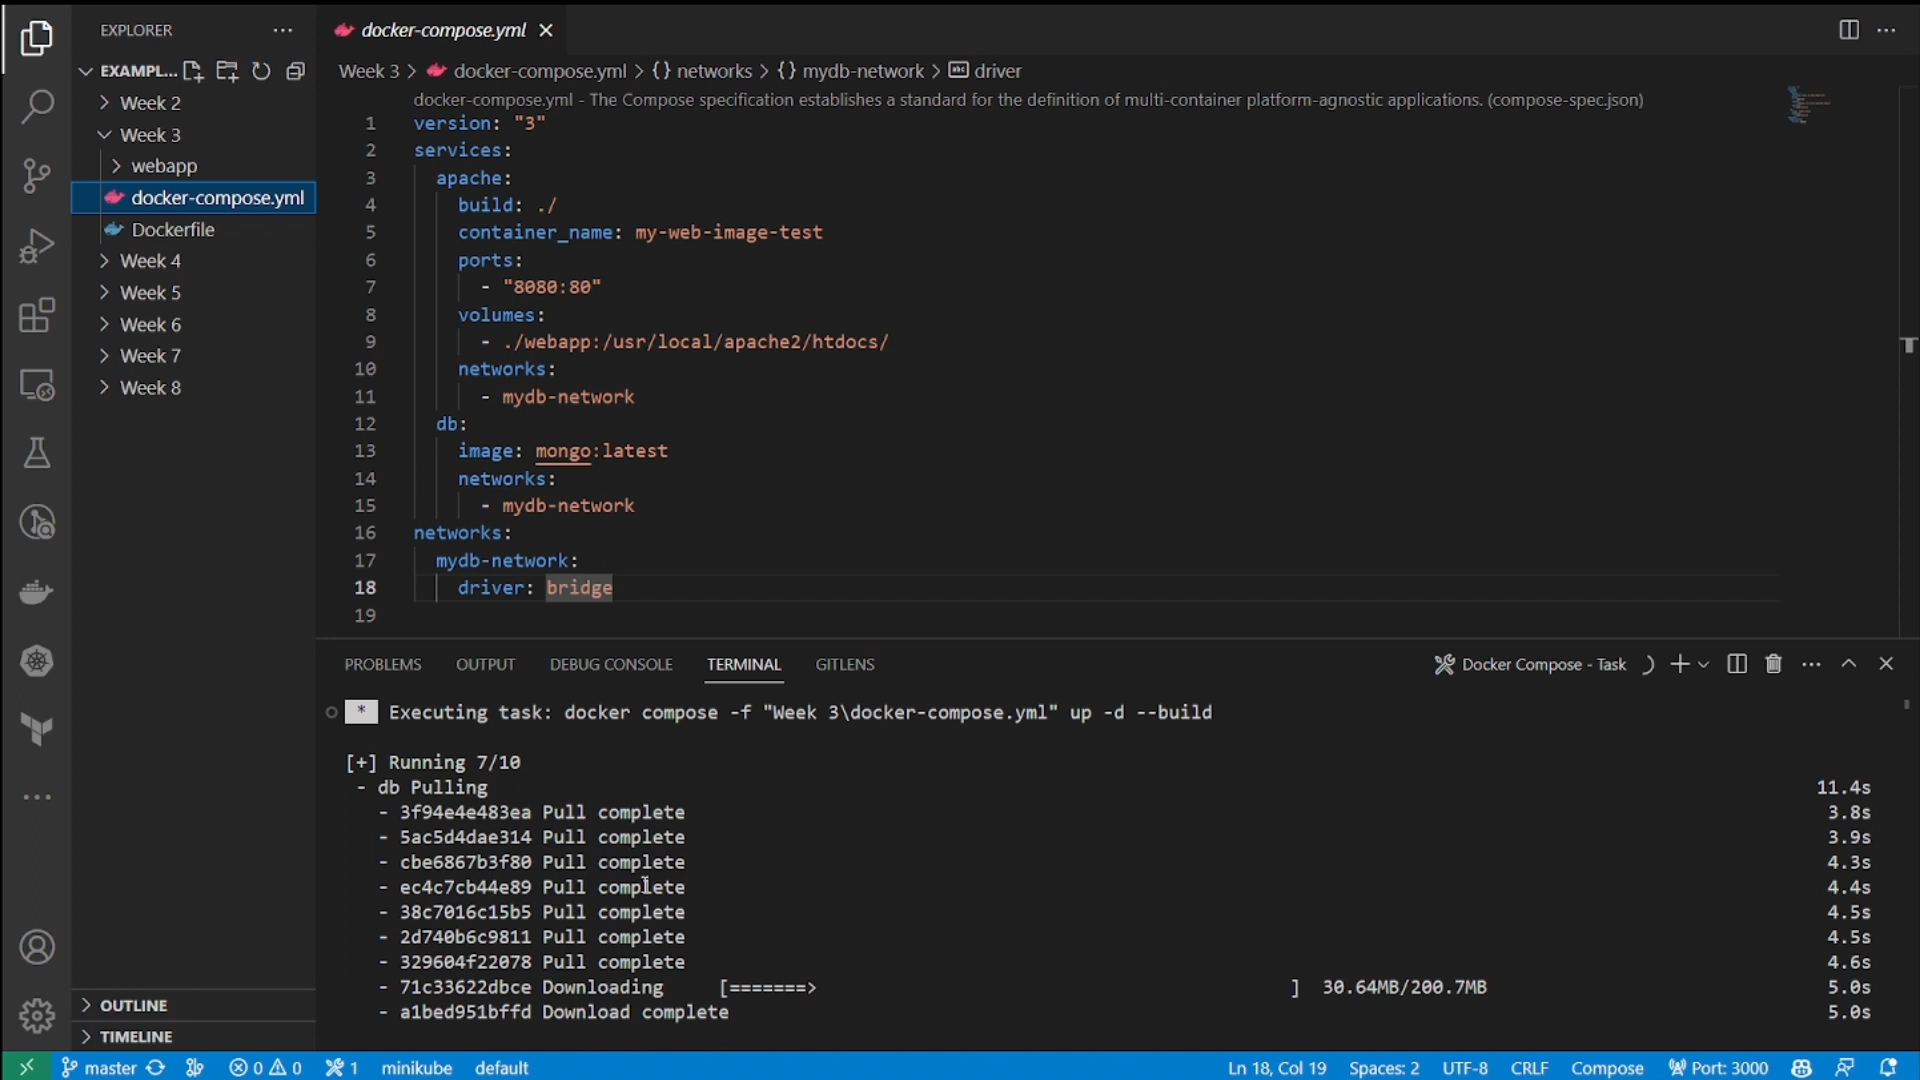 EXPLORER
docker-compose.yml
EXAMPL...
Week 3 > docker-compose.yml > {} networks > {} mydb-network > abc driver
Week 2
Week 3
webapp
docker-compose.yml
Dockerfile
Week 4
Week 5
Week 6
Week 7
Week 8
docker-compose.yml - The Compose specification establishes a standard for the definition of multi-container platform-agnostic applications. (compose-spec.json)
1 version: "3"
2 services:
3 apache:
4 build: ./
5 container_name: my-web-image-test
6 ports:
7 - "8080:80"
8 volumes:
9 - ./webapp:/usr/local/apache2/htdocs/
10 networks:
11 - mydb-network
12 db:
13 image: mongo:latest
14 networks:
15 - mydb-network
16 networks:
17 mydb-network:
18 driver: bridge
19
PROBLEMS OUTPUT DEBUG CONSOLE TERMINAL GITLENS Docker Compose - Task
* Executing task: docker compose -f "Week 3\docker-compose.yml" up -d --build
[+] Running 7/10
- db Pulling 11.4s
- 3f94e4e483ea Pull complete 3.8s
- 5ac5d4dae314 Pull complete 3.9s
- cbe6867b3f80 Pull complete 4.3s
- ec4c7cb44e89 Pull complete 4.4s
- 38c7016c15b5 Pull complete 4.5s
- 2d740b6c9811 Pull complete 4.5s
- 329604f22078 Pull complete 4.6s
- 71c33622dbce Downloading [=======> ] 30.64MB/200.7MB 5.0s
- a1bed951bffd Download complete 5.0s
OUTLINE
TIMELINE
master 0 0 1 minikube default Ln 18, Col 19 Spaces: 2 UTF-8 CRLF Compose Port: 3000